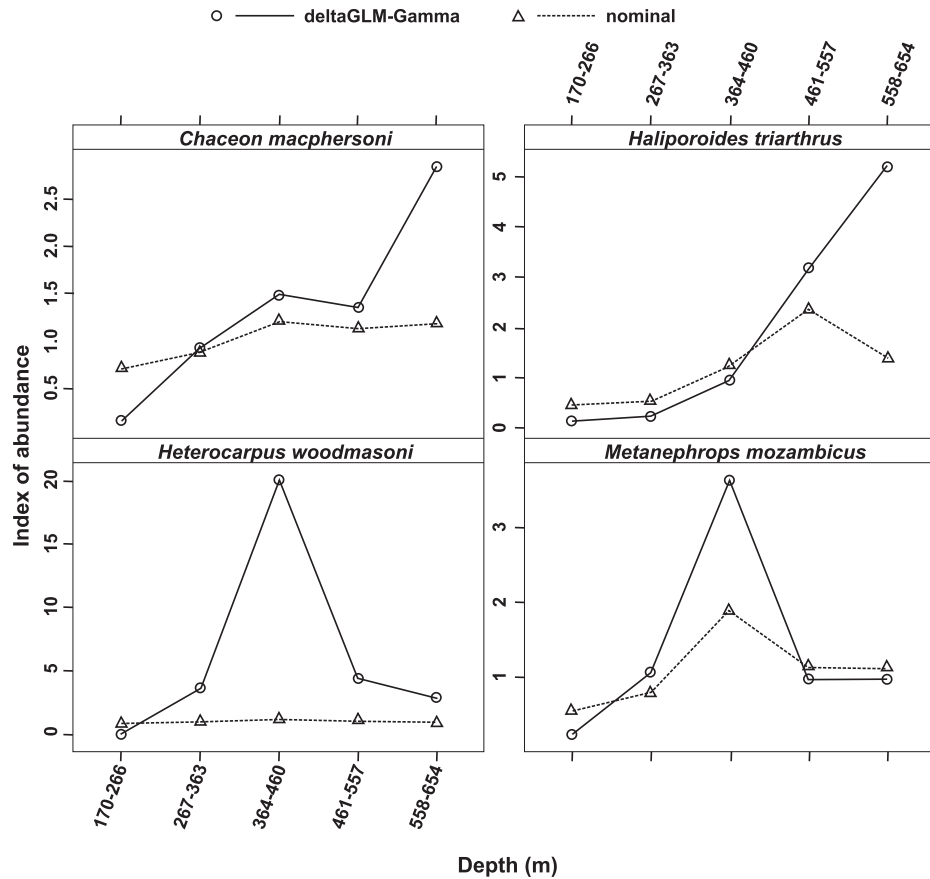 deltaGLM-Gamma nominal
170-266 267-363 364-460 461-557 558-654
Chaceon macphersoni
Haliporoides triarthrus
2.5
2.0
1.5
1.0
0.5
5
4
3
2
1
0
Heterocarpus woodmasoni
Metanephrops mozambicus
20
15
10
5
0
3
2
1
Index of abundance
170-266 267-363 364-460 461-557 558-654
Depth (m)